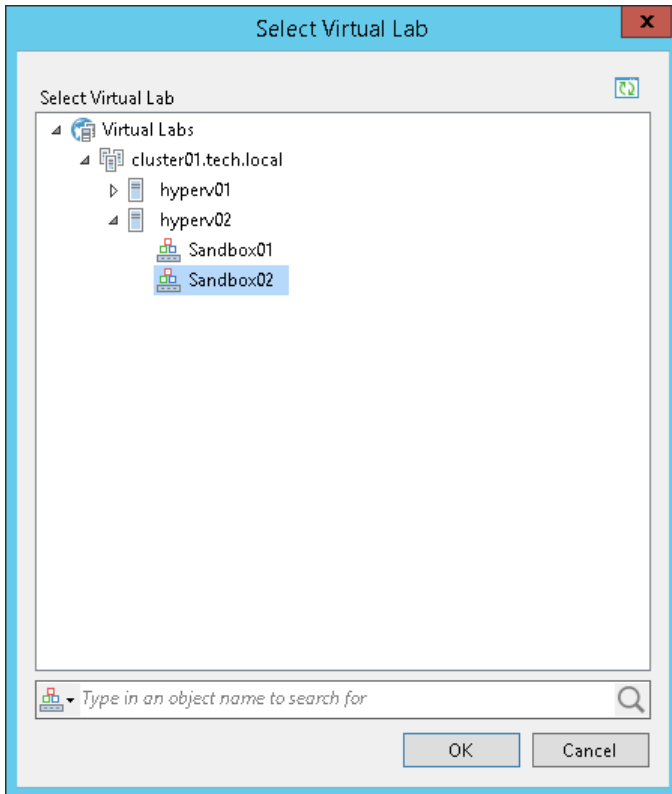 Select Virtual Lab
x
Select Virtual Lab
Virtual Labs
cluster01.tech.local
hyperv01
hyperv02
Sandbox01
Sandbox02
Type in an object name to search for
OK Cancel